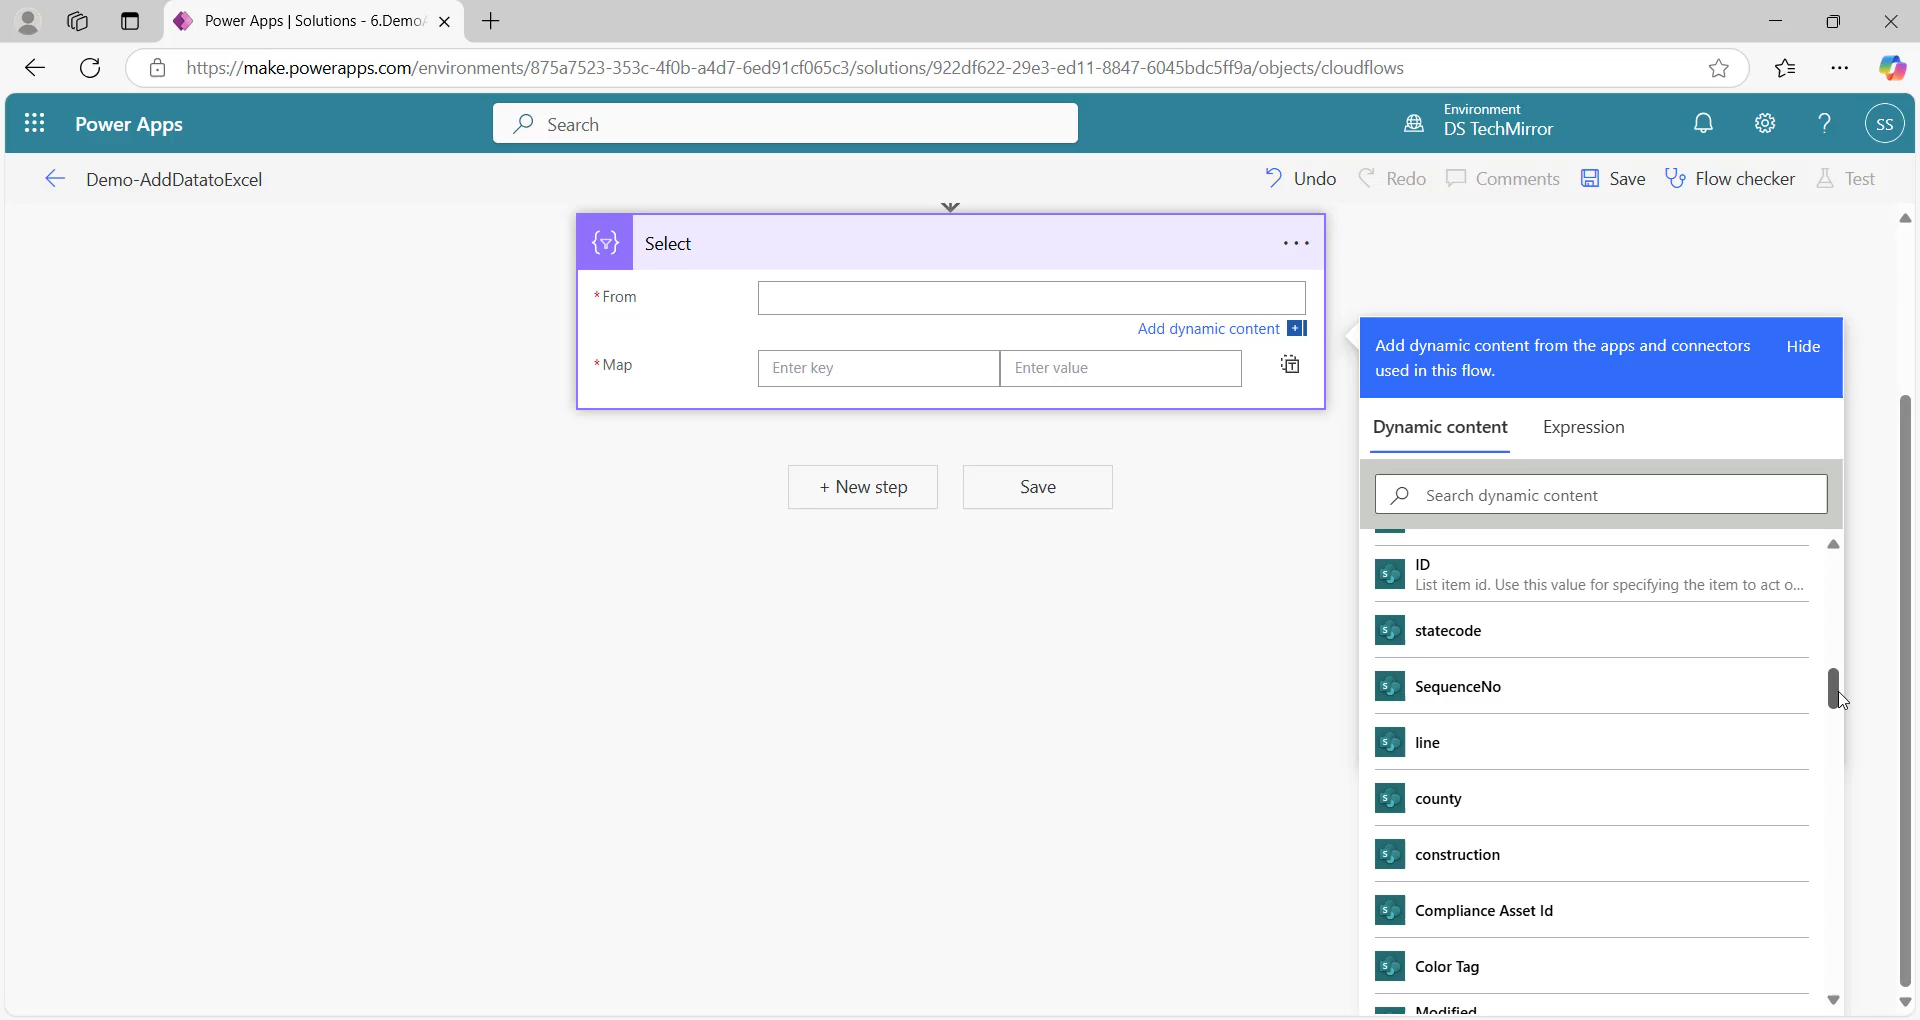 Power Apps | Solutions - 6.Demo
https://make.powerapps.com/environments/875a7523-353c-4f0b-a4d7-6ed91cf065c3/solutions/922df622-29e3-ed11-8847-6045bdc5ff9a/objects/cloudflows
Power Apps
Search
Environment
DS TechMirror
?
SS
Demo-AddDatatoExcel
Undo
Redo
Comments
Save
Flow checker
Test
Select
* From
Add dynamic content +
* Map
Enter key
Enter value
+ New step
Save
Add dynamic content from the apps and connectors
used in this flow.
Hide
Dynamic content
Expression
Search dynamic content
ID
List item id. Use this value for specifying the item to act o...
statecode
SequenceNo
line
county
construction
Compliance Asset Id
Color Tag
Modified